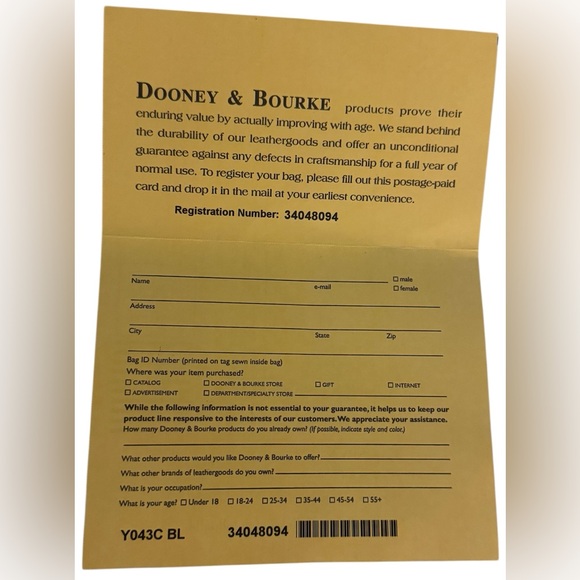 DOONEY & BOURKE products prove their
enduring value by actually improving with age. We stand behind
the durability of our leathergoods and offer an unconditional
guarantee against any defects in craftsmanship for a full year of
normal use. To register your bag, please fill out this postage-paid
card and drop it in the mail at your earliest convenience.
Registration Number: 34048094
Name e-mail □ male
□ female
Address
City State Zip
Bag ID Number (printed on tag sewn inside bag)
Where was your item purchased?
□ CATALOG □ DOONEY & BOURKE STORE □ GIFT □ INTERNET
□ ADVERTISEMENT □ DEPARTMENT/SPECIALTY STORE
While the following information is not essential to your guarantee, it helps us to keep our
product line responsive to the interests of our customers. We appreciate your assistance.
How many Dooney & Bourke products do you already own? (If possible, indicate style and color.)
What other products would you like Dooney & Bourke to offer?
What other brands of leathergoods do you own?
What is your occupation?
What is your age? □ Under 18 □ 18-24 □ 25-34 □ 35-44 □ 45-54 □ 55+
Y043C BL 34048094